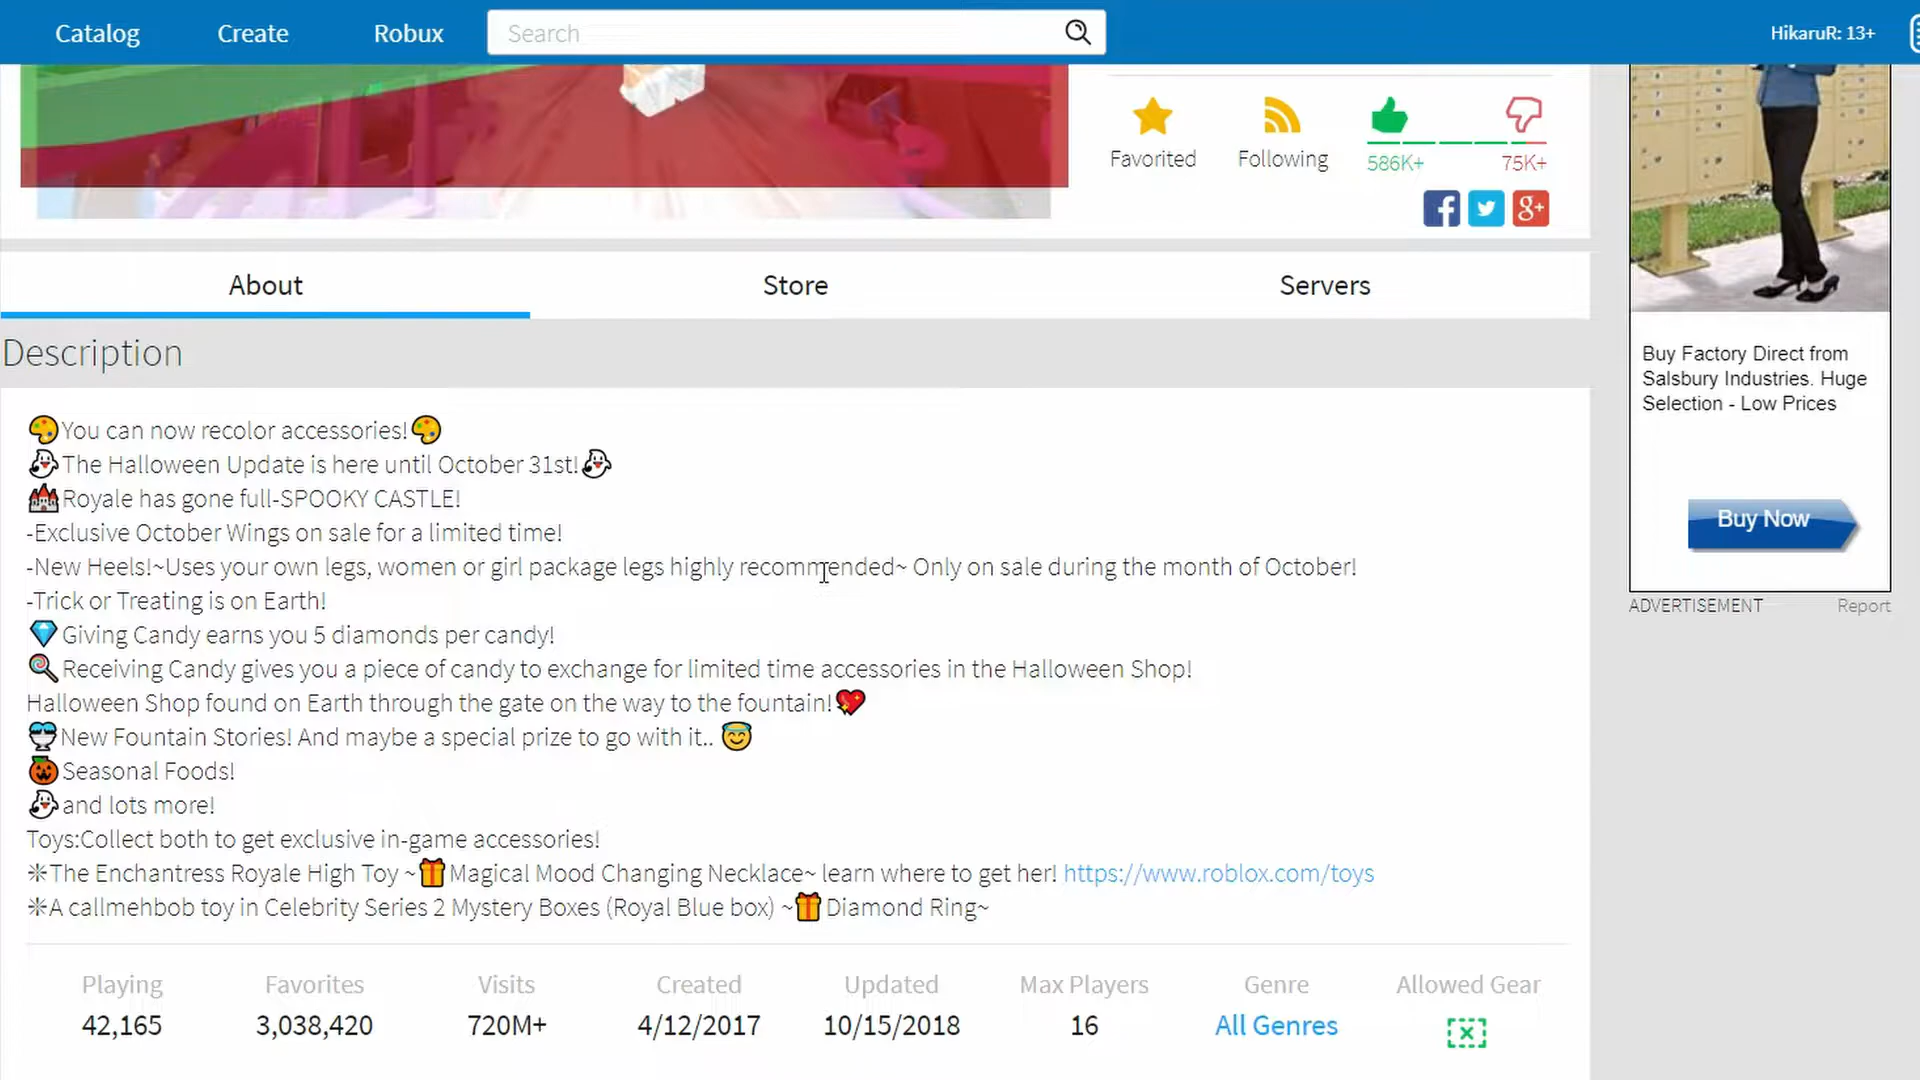 Catalog Create Robux Search HikaruR: 13+
Favorited Following 586K+ 75K+
About Store Servers
Description
You can now recolor accessories!
The Halloween Update is here until October 31st!
Royale has gone full-SPOOKY CASTLE!
-Exclusive October Wings on sale for a limited time!
-New Heels!~Uses your own legs, women or girl package legs highly recommended~ Only on sale during the month of October!
-Trick or Treating is on Earth!
Giving Candy earns you 5 diamonds per candy!
Receiving Candy gives you a piece of candy to exchange for limited time accessories in the Halloween Shop!
Halloween Shop found on Earth through the gate on the way to the fountain!
New Fountain Stories! And maybe a special prize to go with it..
Seasonal Foods!
and lots more!
Toys:Collect both to get exclusive in-game accessories!
✳The Enchantress Royale High Toy ~🎁Magical Mood Changing Necklace~ learn where to get her! https://www.roblox.com/toys
✳A callmehbob toy in Celebrity Series 2 Mystery Boxes (Royal Blue box) ~🎁Diamond Ring~
Playing Favorites Visits Created Updated Max Players Genre Allowed Gear
42,165 3,038,420 720M+ 4/12/2017 10/15/2018 16 All Genres
Buy Factory Direct from
Salsbury Industries. Huge
Selection - Low Prices
Buy Now
ADVERTISEMENT Report